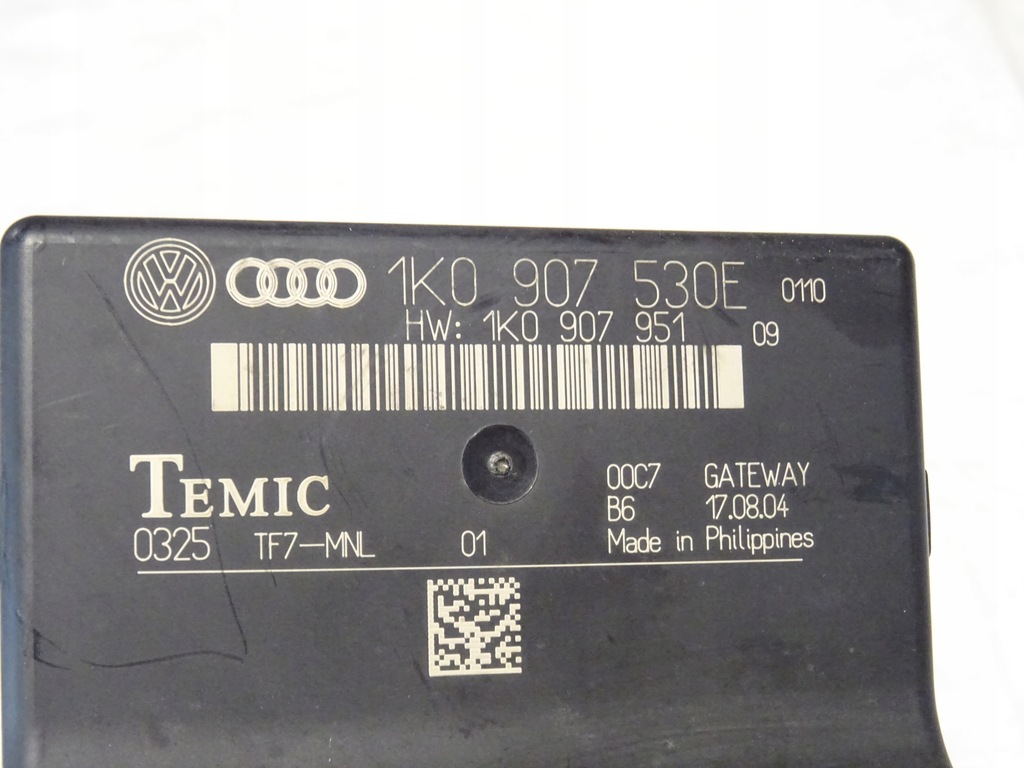 1K0 907 530E 0110
HW: 1K0 907 951 09
TEMIC
00C7 GATEWAY
B6 17.08.04
0325 TF7-MNL 01 Made in Philippines